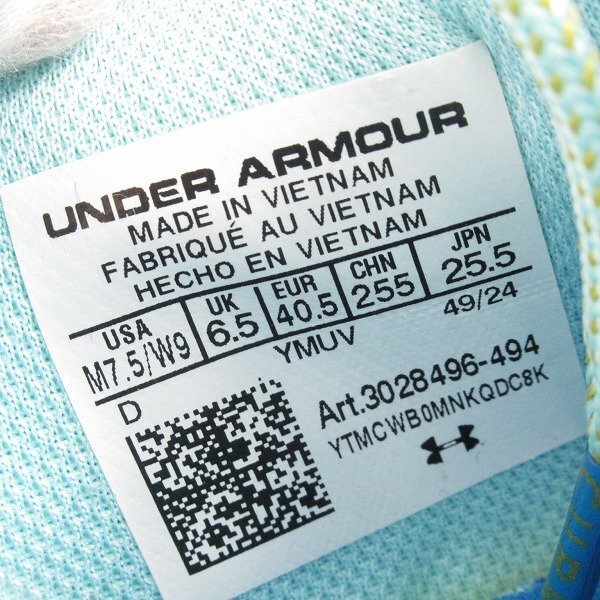 UNDER ARMOUR
MADE IN VIETNAM
FABRIQUÉ AU VIETNAM
HECHO EN VIETNAM
USA UK EUR CHN JPN
M7.5/W9 6.5 40.5 255 25.5
YMUV 49/24
D
Art.3028496-494
YTMCWB0MNKQDC8K